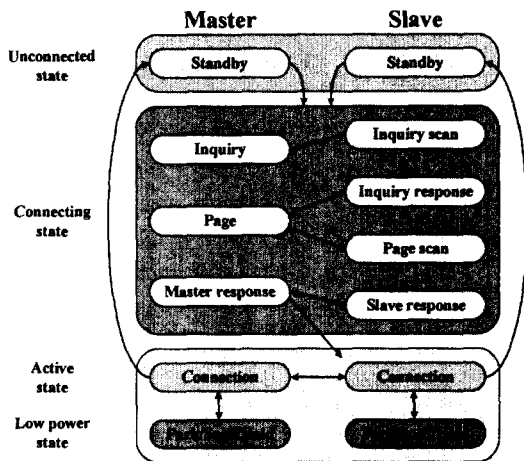 Master Slave
Unconnected state
Standby Standby
Connecting state
Inquiry
Inquiry scan
Inquiry response
Page
Page scan
Master response
Slave response
Active state
Connection Connection
Low power state